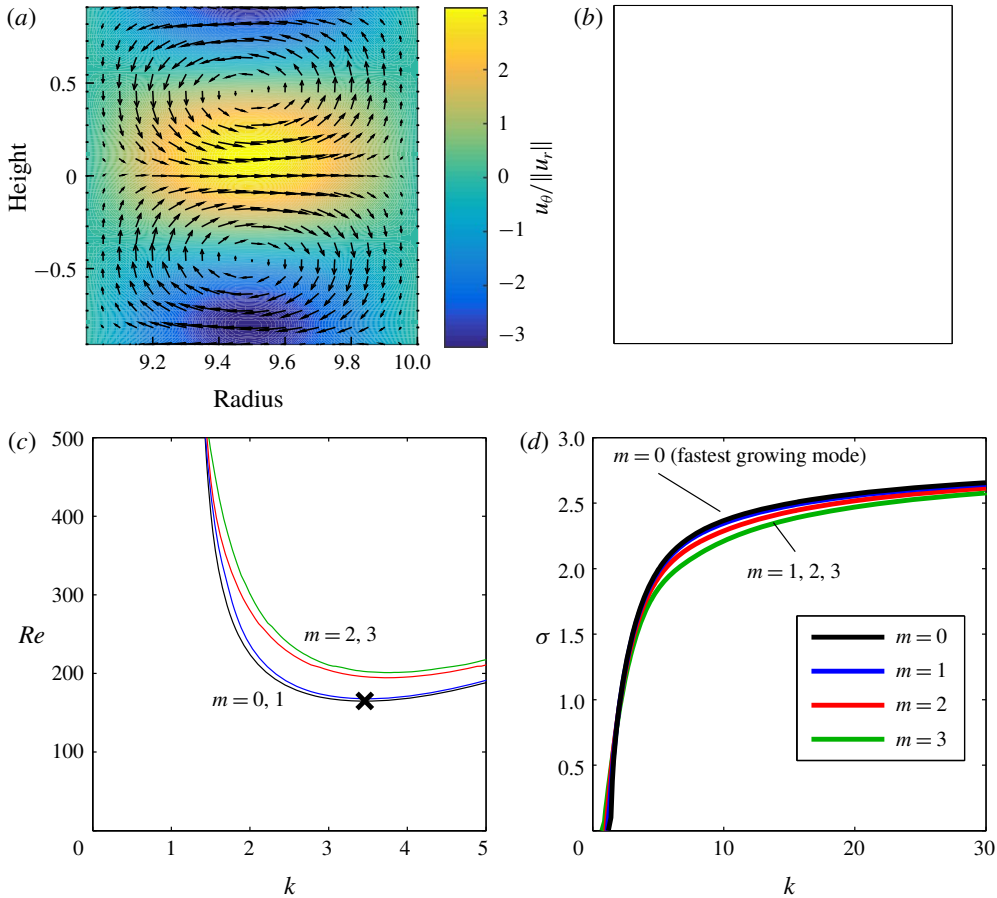 (a)
Height
0.5
0
−0.5
9.2 9.4 9.6 9.8 10.0
Radius
3
2
1
0
−1
−2
−3
u_θ/‖u_r‖
(b)
(c)
Re
500
400
300
200
100
0 1 2 3 4 5
k
m = 2, 3
m = 0, 1
(d)
σ
3.0
2.5
2.0
1.5
1.0
0.5
0 10 20 30
k
m = 0 (fastest growing mode)
m = 1, 2, 3
m = 0
m = 1
m = 2
m = 3